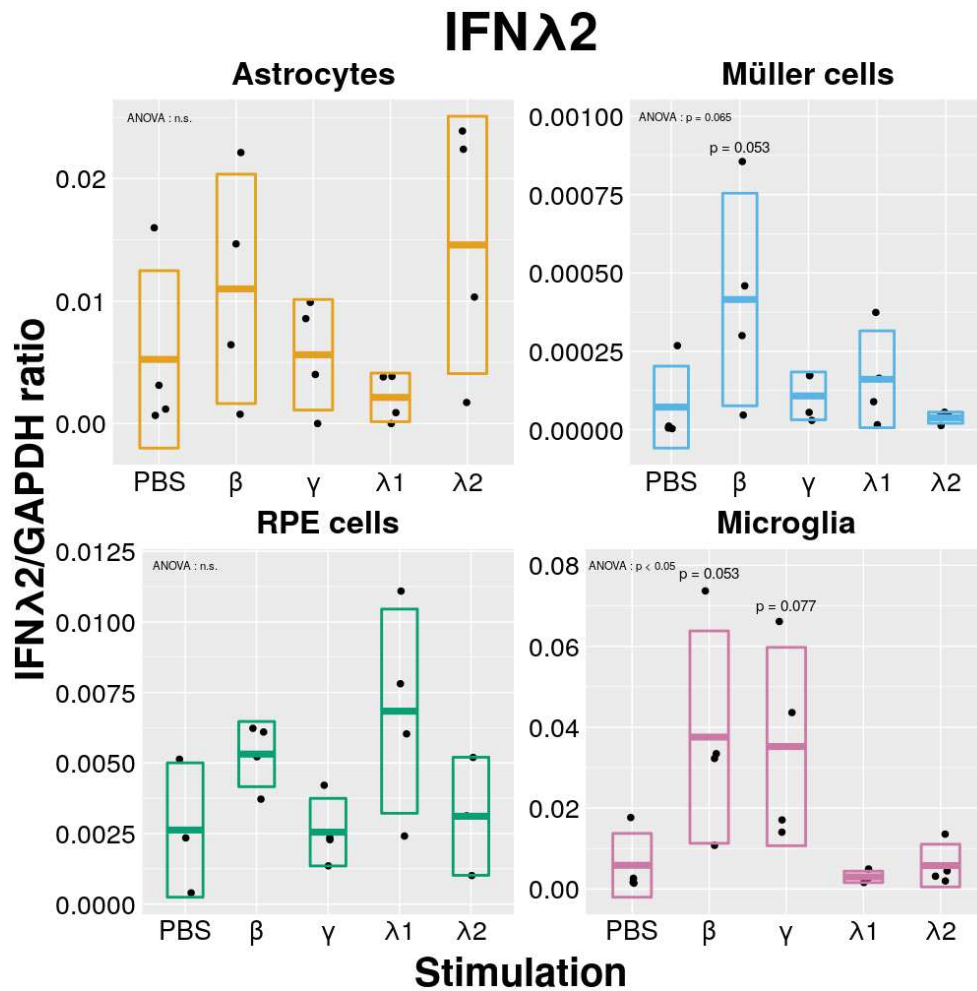 IFNλ2
Astrocytes
ANOVA : n.s.
0.02
0.01
0.00
PBS β γ λ1 λ2
Müller cells
ANOVA : p = 0.065
p = 0.053
0.00100
0.00075
0.00050
0.00025
0.00000
PBS β γ λ1 λ2
IFNλ2/GAPDH ratio
RPE cells
ANOVA : n.s.
0.0125
0.0100
0.0075
0.0050
0.0025
0.0000
PBS β γ λ1 λ2
Microglia
ANOVA : p < 0.05
p = 0.053
p = 0.077
0.08
0.06
0.04
0.02
0.00
PBS β γ λ1 λ2
Stimulation